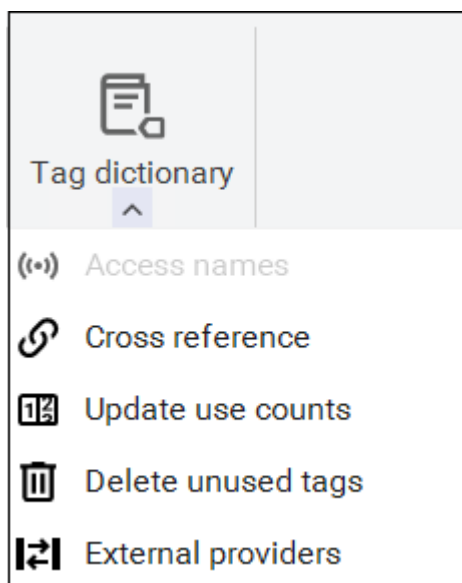 Tag dictionary
Access names
Cross reference
Update use counts
Delete unused tags
External providers